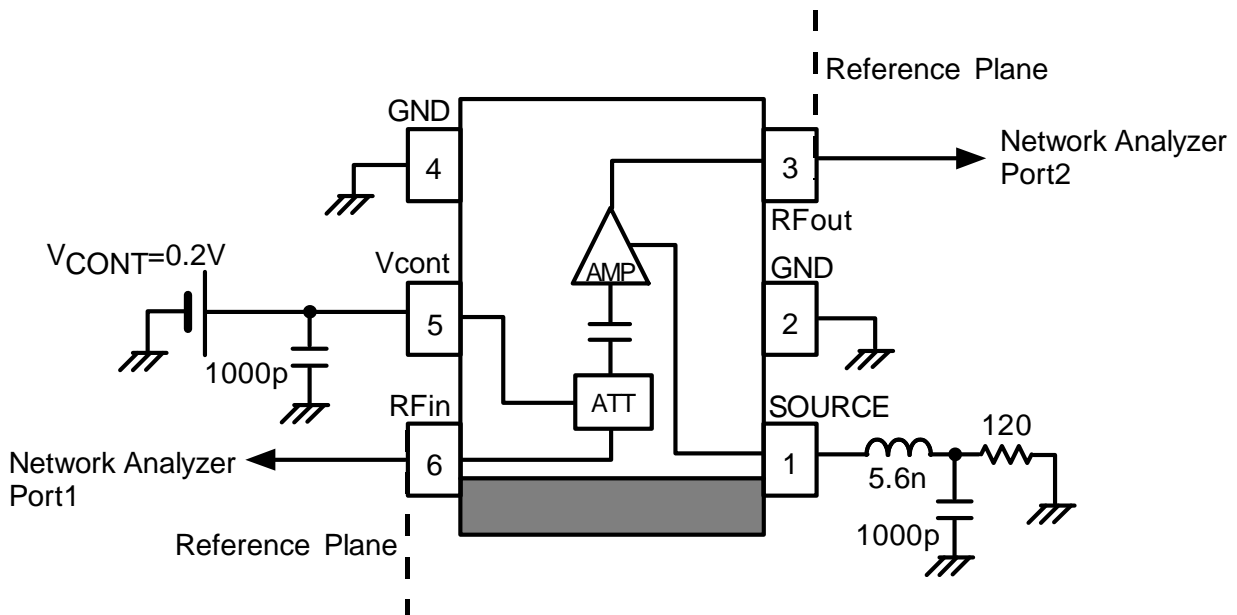 Reference Plane
GND
4
3
Network Analyzer
Port2
RFout
VCONT=0.2V
Vcont
AMP
GND
5
2
1000p
RFin
ATT
SOURCE
120
Network Analyzer
Port1
6
1
5.6n
1000p
Reference Plane